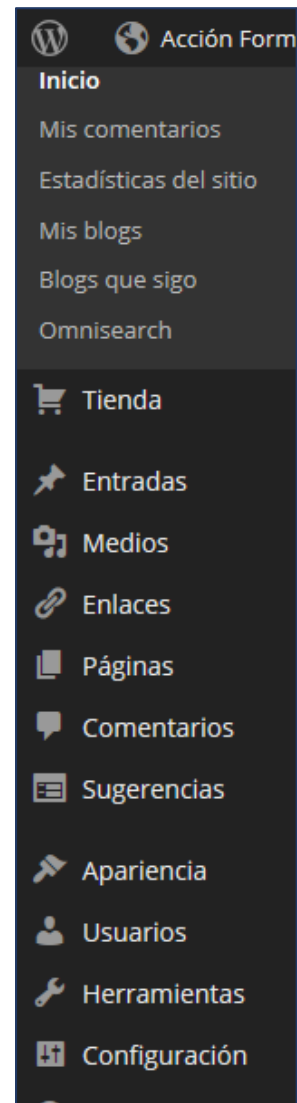 Acción Form
Inicio
Mis comentarios
Estadísticas del sitio
Mis blogs
Blogs que sigo
Omnisearch
Tienda
Entradas
Medios
Enlaces
Páginas
Comentarios
Sugerencias
Apariencia
Usuarios
Herramientas
Configuración